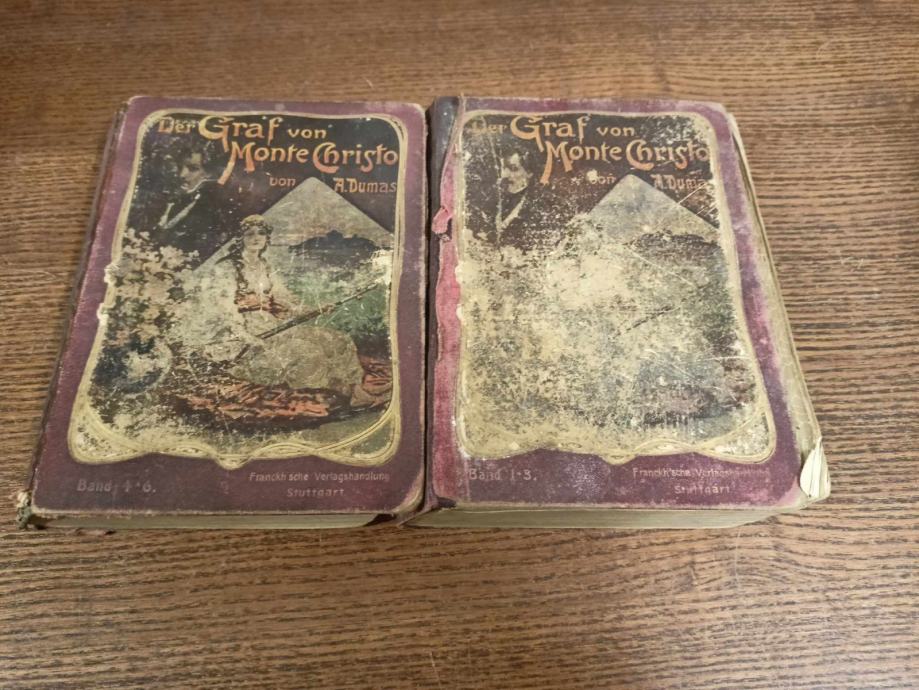 Der Graf von
Monte Christo
von A. Dumas
Band 4-6.
Franckh'sche Verlagshandlung
Stuttgart
Der Graf von
Monte Christo
von A. Dumas
Band 1-3.
Franckh'sche Verlagshandlung
Stuttgart